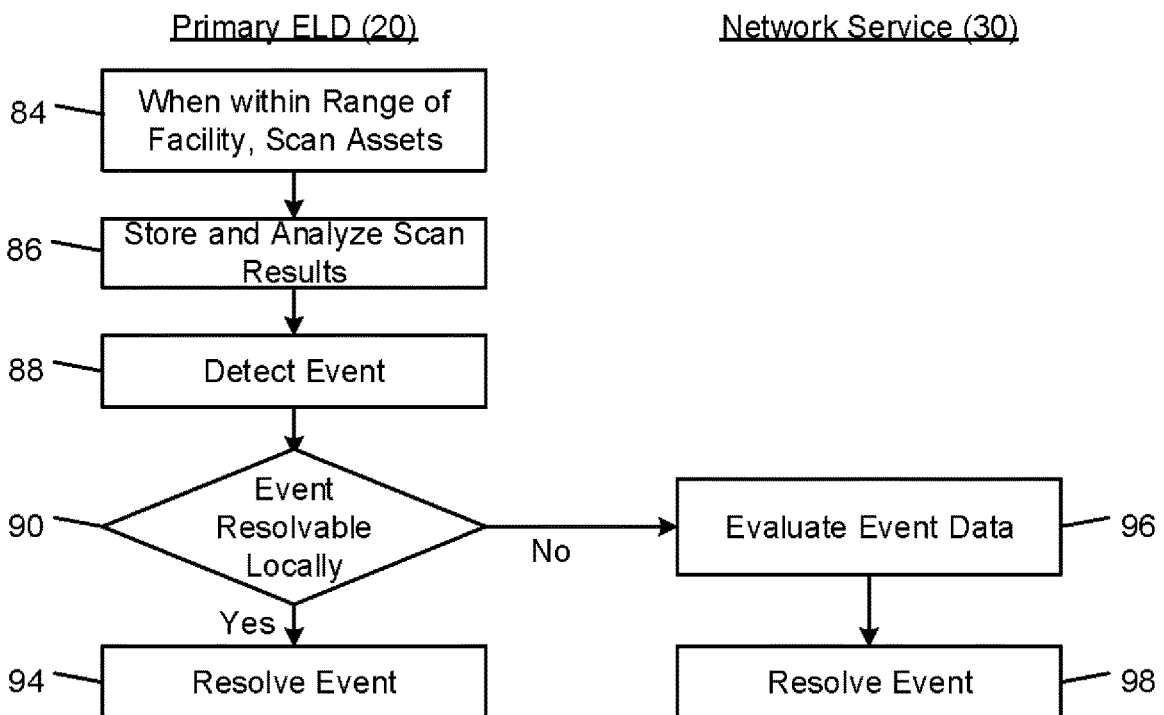 Primary ELD (20)
Network Service (30)
84
When within Range of
Facility, Scan Assets
86
Store and Analyze Scan
Results
88
Detect Event
90
Event
Resolvable
Locally
No
Evaluate Event Data
96
Yes
94
Resolve Event
Resolve Event
98